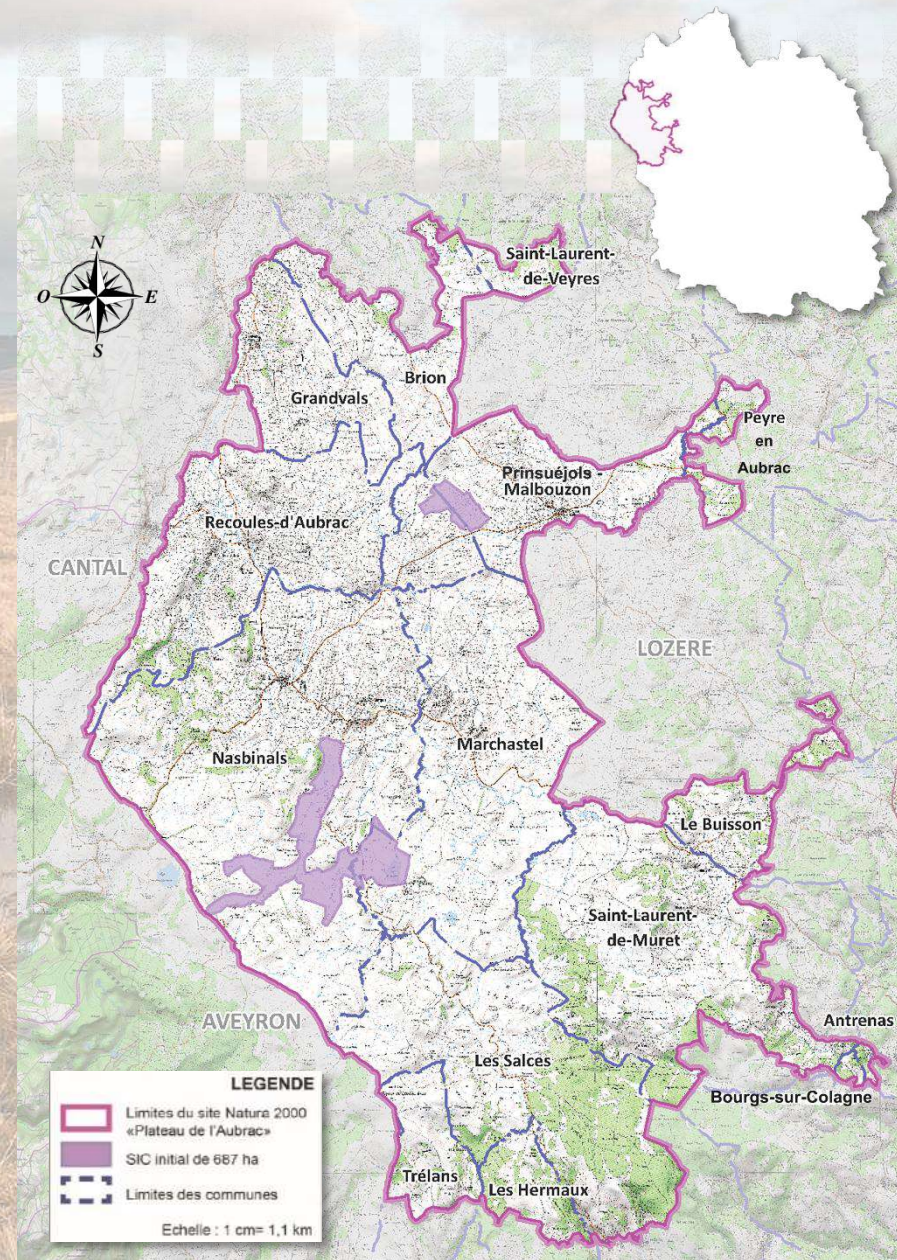 N
O
E
S
Saint-Laurent-
de-Veyres
Brion
Grandvals
Peyre
en
Aubrac
Prinsuéjols -
Malbouzon
Recoules-d'Aubrac
CANTAL
LOZERE
Nasbinals
Marchastel
Le Buisson
Saint-Laurent-
de-Muret
AVEYRON
Antrenas
Les Salces
Bourgs-sur-Colagne
Trélans
Les Hermaux
LEGENDE
Limites du site Natura 2000
«Plateau de l'Aubrac»
SIC initial de 687 ha
Limites des communes
Echelle : 1 cm= 1,1 km